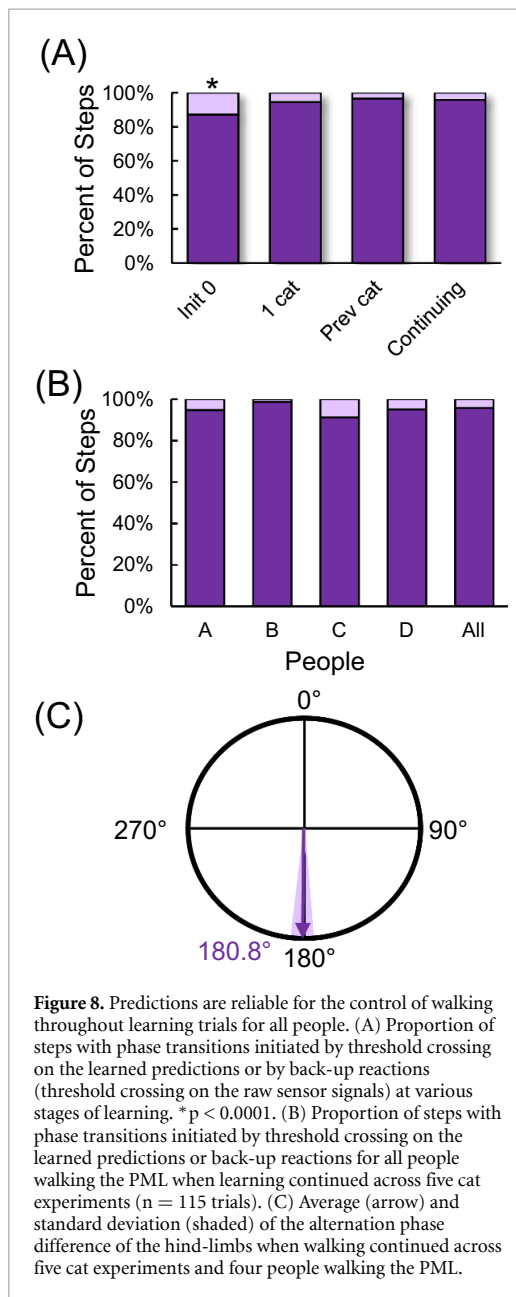 (A)
*
Percent of Steps
100%
80%
60%
40%
20%
0%
Init 0
1 cat
Prev cat
Continuing
(B)
Percent of Steps
100%
80%
60%
40%
20%
0%
A B C D All
People
(C)
0°
270°
90°
180.8°
180°
Figure 8. Predictions are reliable for the control of walking
throughout learning trials for all people. (A) Proportion of
steps with phase transitions initiated by threshold crossing
on the learned predictions or by back-up reactions
(threshold crossing on the raw sensor signals) at various
stages of learning. *p < 0.0001. (B) Proportion of steps with
phase transitions initiated by threshold crossing on the
learned predictions or back-up reactions for all people
walking the PML when learning continued across five cat
experiments (n = 115 trials). (C) Average (arrow) and
standard deviation (shaded) of the alternation phase
difference of the hind-limbs when walking continued across
five cat experiments and four people walking the PML.